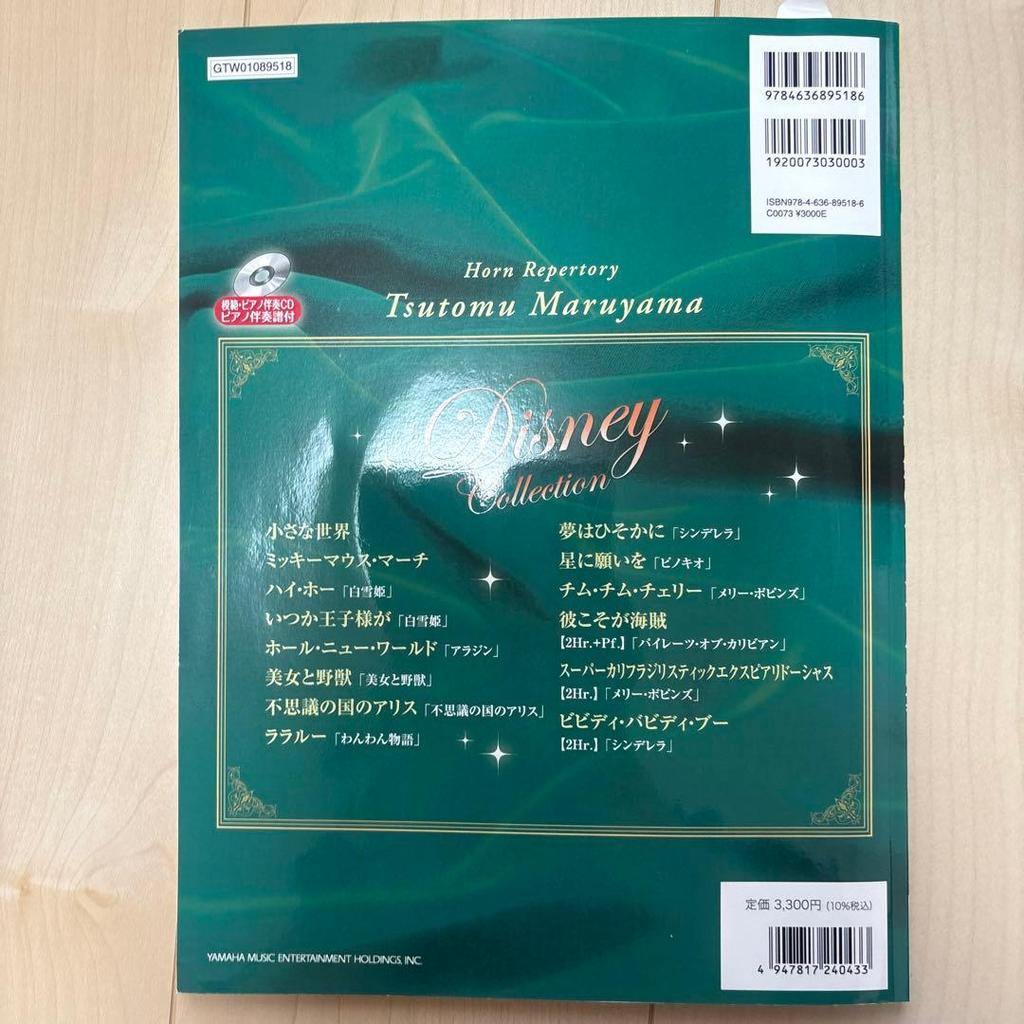 GTW01089518
9784636895186
1920073030003
ISBN978-4-636-89518-6
C0073 ¥3000E
Horn Repertory
Tsutomu Maruyama
模範・ピアノ伴奏CD
ピアノ伴奏譜付
Disney
Collection
小さな世界
ミッキーマウス・マーチ
ハイ・ホー「白雪姫」
いつか王子様が「白雪姫」
ホール・ニュー・ワールド「アラジン」
美女と野獣「美女と野獣」
不思議の国のアリス「不思議の国のアリス」
ララルー「わんわん物語」
夢はひそかに「シンデレラ」
星に願いを「ピノキオ」
チム・チム・チェリー「メリー・ポピンズ」
彼こそが海賊
【2Hr.+Pf.】「パイレーツ・オブ・カリビアン」
スーパーカリフラジリスティックエクスピアリドーシャス
【2Hr.】「メリー・ポピンズ」
ビビディ・バビディ・ブー
【2Hr.】「シンデレラ」
定価 3,300円 (10%税込)
4 947817 240433
YAMAHA MUSIC ENTERTAINMENT HOLDINGS, INC.